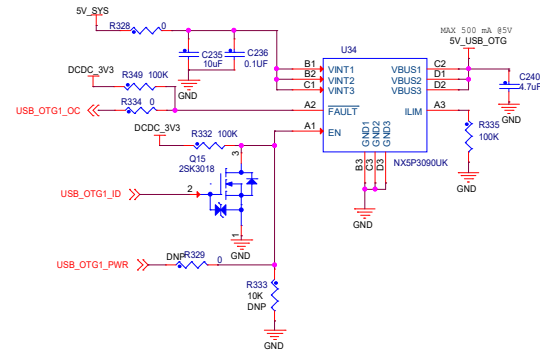 MAX 500 mA @5V
5V_SYS
5V_USB_OTG
R328 0
C235
10uF
C236
0.1UF
GND
U34
B1 VINT1
B2 VINT2
C1 VINT3
A2 FAULT
A1 EN
VBUS1 C2
VBUS2 D1
VBUS3 D2
ILIM A3
GND1
GND2
GND3
B3
C3
D3
NX5P3090UK
GND
C240
4.7uF
GND
R335
100K
GND
DCDC_3V3
R349 100K
USB_OTG1_OC
R334 0
DCDC_3V3
R332 100K
Q15
2SK3018
3
2
1
USB_OTG1_ID
GND
USB_OTG1_PWR
DNP R329 0
R333
10K
DNP
GND